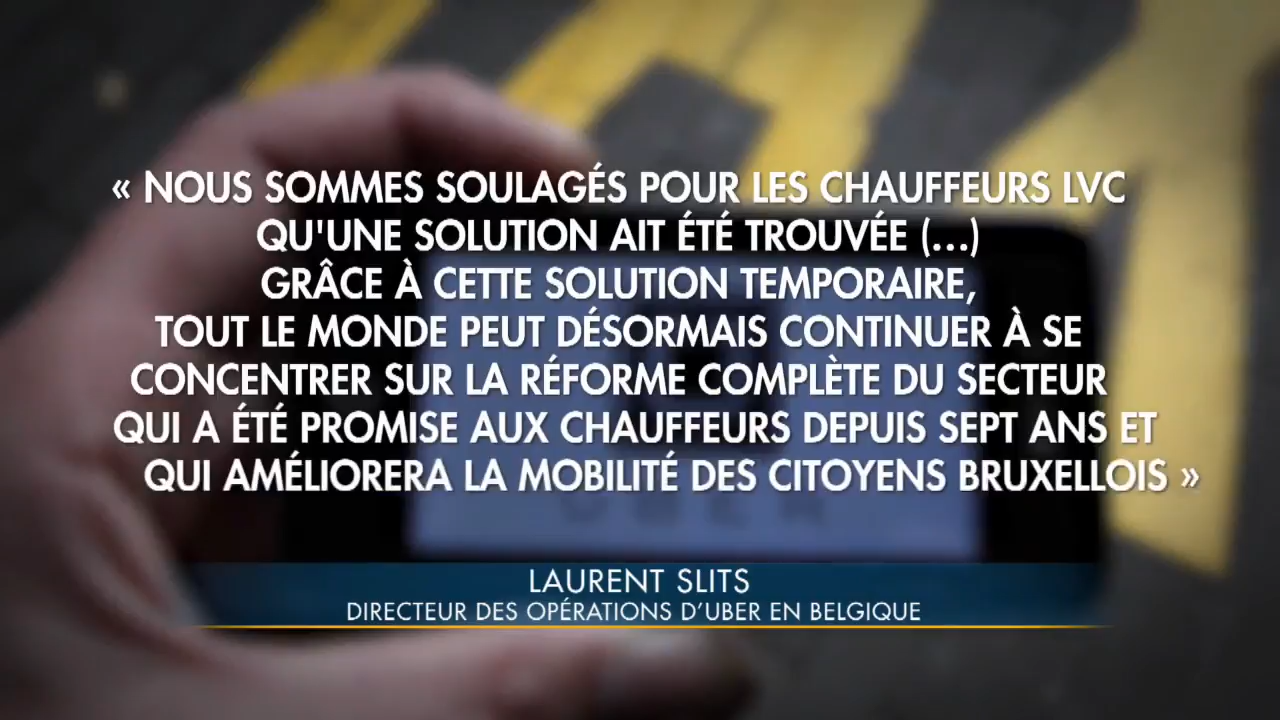 « NOUS SOMMES SOULAGÉS POUR LES CHAUFFEURS LVC
QU'UNE SOLUTION AIT ÉTÉ TROUVÉE (...)
GRÂCE À CETTE SOLUTION TEMPORAIRE,
TOUT LE MONDE PEUT DÉSORMAIS CONTINUER À SE
CONCENTRER SUR LA RÉFORME COMPLÈTE DU SECTEUR
QUI A ÉTÉ PROMISE AUX CHAUFFEURS DEPUIS SEPT ANS ET
QUI AMÉLIORERA LA MOBILITÉ DES CITOYENS BRUXELLOIS »
UBER
LAURENT SLITS
DIRECTEUR DES OPÉRATIONS D’UBER EN BELGIQUE